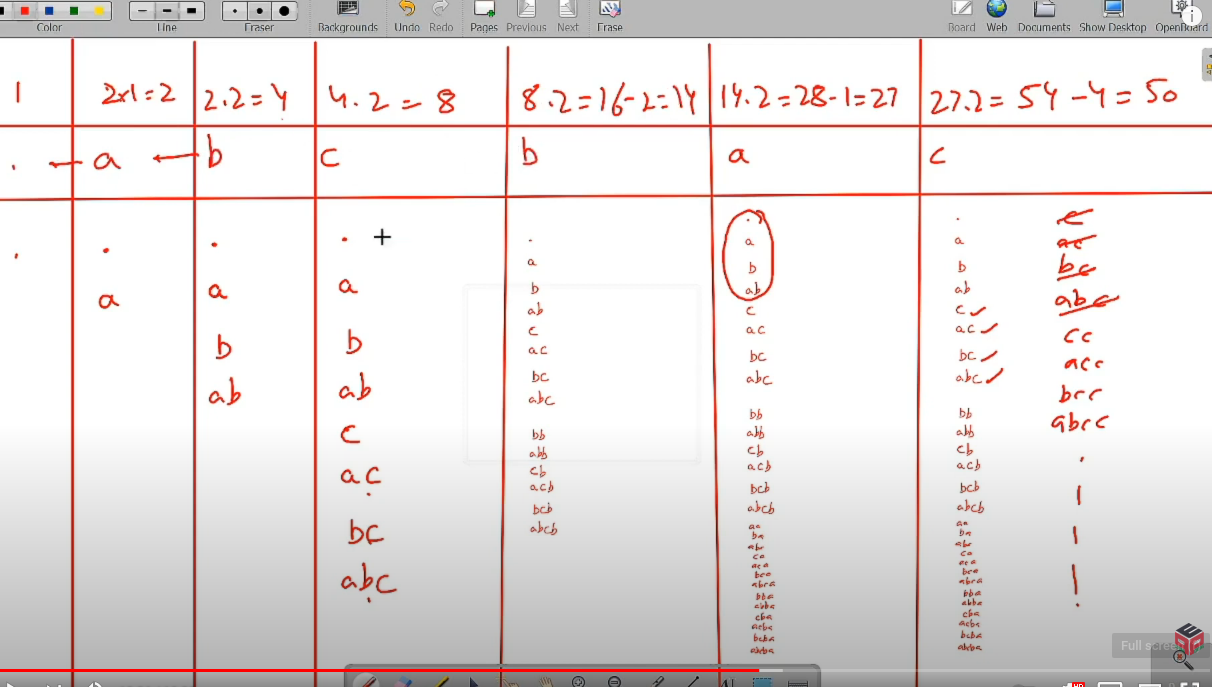 Color
Line
Eraser
Backgrounds
Undo
Redo
Pages
Previous
Next
Erase
Board
Web
Documents
Show Desktop
OpenBoard
1
2x1=2
2.2=4
4.2=8
8.2=16-2=14
14.2=28-1=27
27.2=54-4=50
. ← a ← b
c
b
a
c
.
.
a
.
a
b
ab
.
a
b
ab
c
ac
bc
abc
.
a
b
ab
c
ac
bc
abc
bb
abb
cb
acb
bcb
abcb
.
a
b
ab
c
ac
bc
abc
bb
abb
cb
acb
bcb
abcb
aa
ba
aba
ca
aca
bca
abca
bba
abba
cba
acba
bcba
abcba
.
a
b
ab
c ✓
ac ✓
bc ✓
abc ✓
bb
abb
cb
acb
bcb
abcb
aa
ba
aba
ca
aca
bca
abca
bba
abba
cba
acba
bcba
abcba
c
ac
bc
abc
cc
acc
bcc
abcc
Full screen
HD